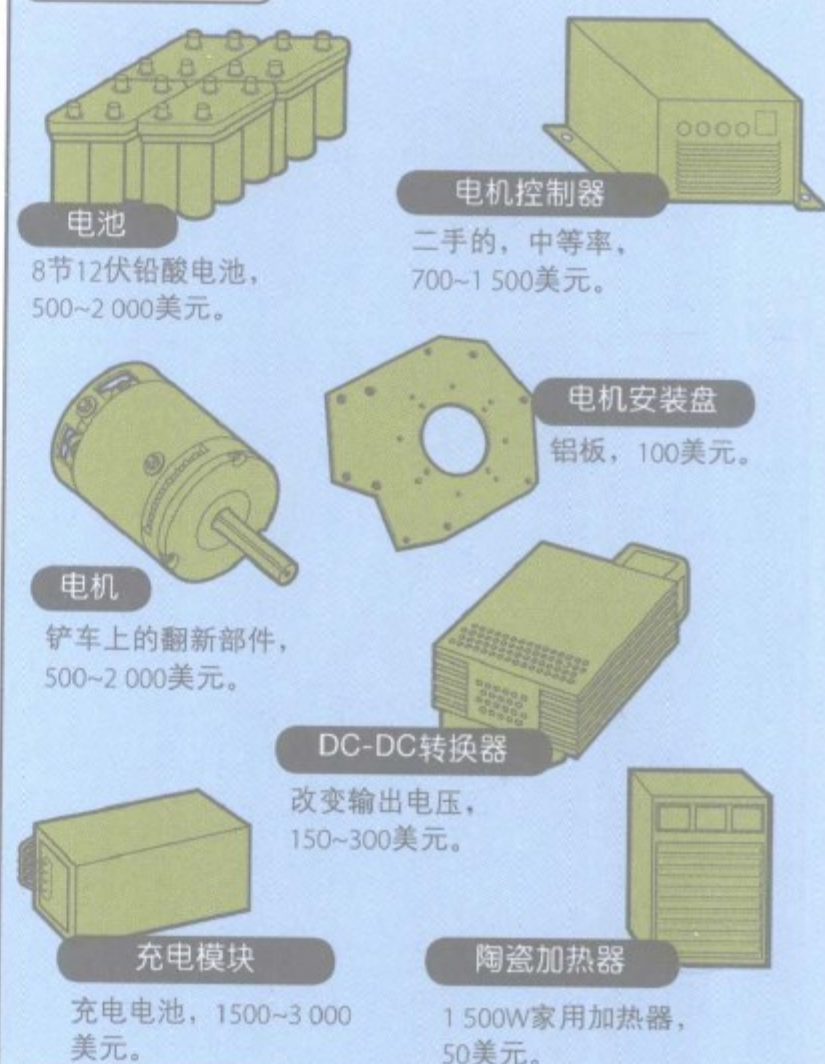 电池
8节12伏铅酸电池，
500~2 000美元。
电机控制器
二手的，中等率，
700~1 500美元。
电机安装盘
铝板，100美元。
电机
铲车上的翻新部件，
500~2 000美元。
DC-DC转换器
改变输出电压，
150~300美元。
充电模块
充电电池，1500~3 000
美元。
陶瓷加热器
1 500W家用加热器，
50美元。